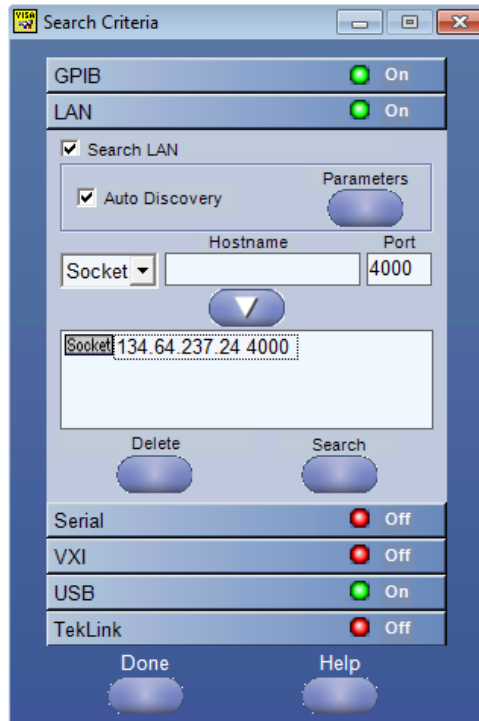 VISA Search Criteria
GPIB On
LAN On
Search LAN
Parameters
Auto Discovery
Hostname Port
Socket 4000
Socket 134.64.237.24 4000
Delete Search
Serial Off
VXI Off
USB On
TekLink Off
Done Help